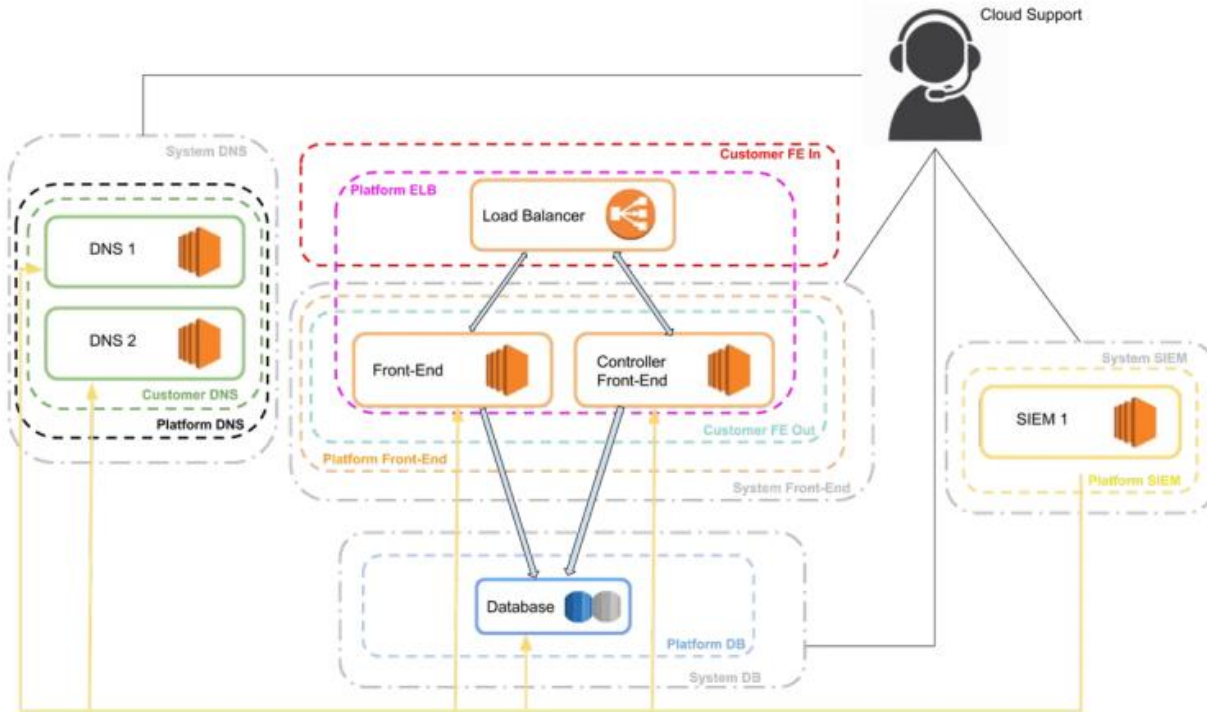 Cloud Support
System DNS
Customer FE In
Platform ELB
Load Balancer
DNS 1
DNS 2
Customer DNS
Platform DNS
Front-End
Controller
Front-End
Customer FE Out
Platform Front-End
System Front-End
System SIEM
SIEM 1
Platform SIEM
Database
Platform DB
System DB